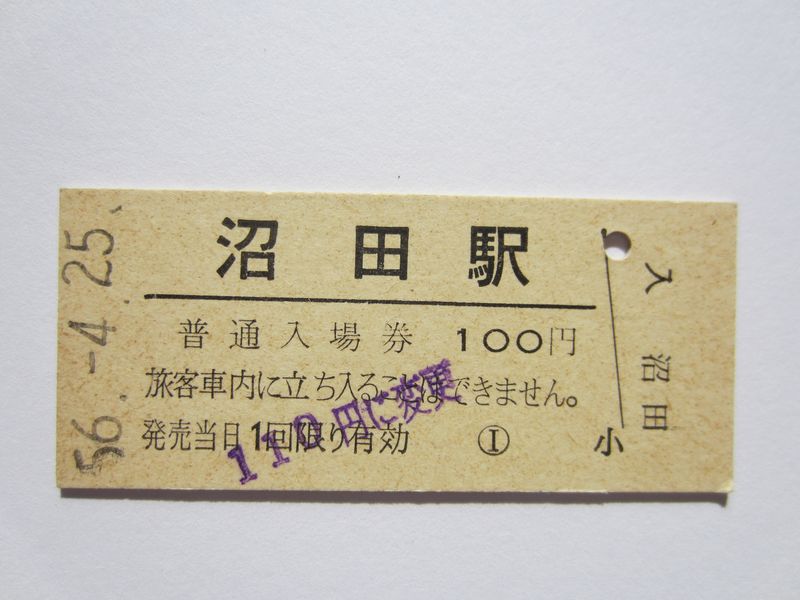 沼田駅
普通入場券 100円
旅客車内に立ち入ることはできません。
発売当日1回限り有効 Ⓘ
110円に変更
56.-4.25.
入 沼田
小